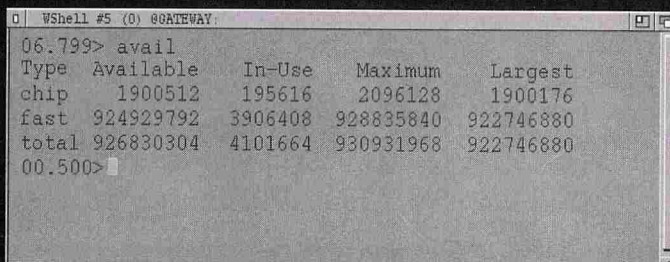 WShell #5 (0) @GATEWAY:
06.799> avail
Type Available In-Use Maximum Largest
chip 1900512 195616 2096128 1900176
fast 924929792 3906408 928835840 922746880
total 926830304 4101664 930931968 922746880
00.500>